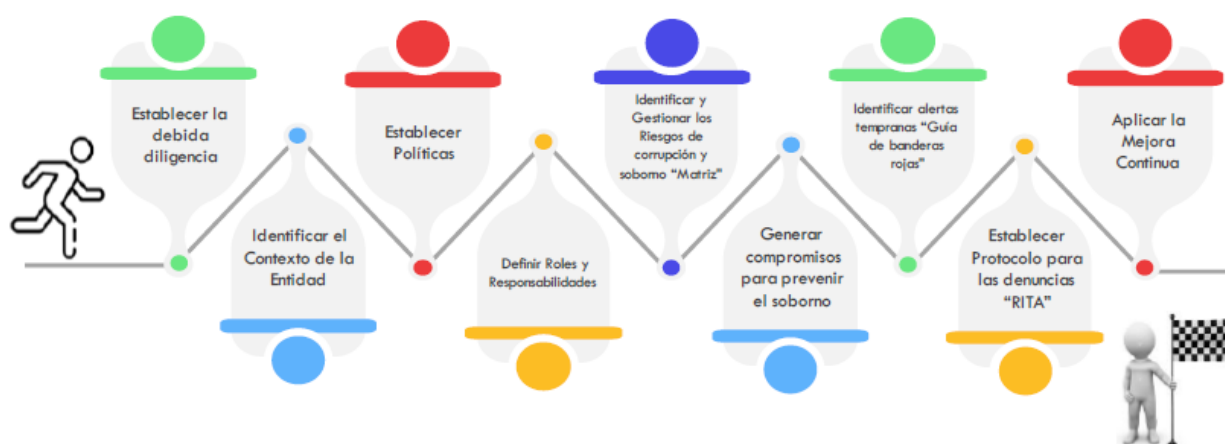 Establecer la
debida
diligencia
Identificar el
Contexto de la
Entidad
Establecer
Políticas
Definir Roles y
Responsabilidades
Identificar y
Gestionar los
Riesgos de
corrupción y
soborno “Matriz”
Generar
compromisos
para prevenir
el soborno
Identificar alertas
tempranas “Guía
de banderas
rojas”
Establecer
Protocolo para
las denuncias
“RITA”
Aplicar la
Mejora
Continua